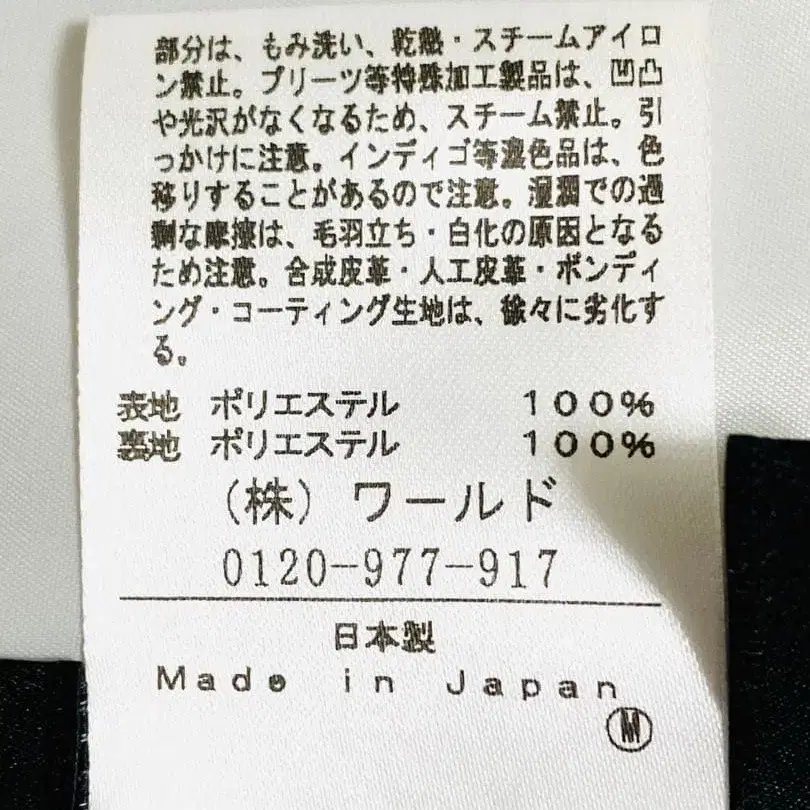 部分は、もみ洗い、乾熱・スチームアイロ
ン禁止。プリーツ等特殊加工製品は、凹凸
や光沢がなくなるため、スチーム禁止。引
っかけに注意。インディゴ等濃色品は、色
移りすることがあるので注意。湿潤での過
剰な摩擦は、毛羽立ち・白化の原因となる
ため注意。合成皮革・人工皮革・ボンディ
ング・コーティング生地は、徐々に劣化す
る。
表地 ポリエステル 100%
裏地 ポリエステル 100%
(株) ワールド
0120-977-917
日本製
Made in Japan
M